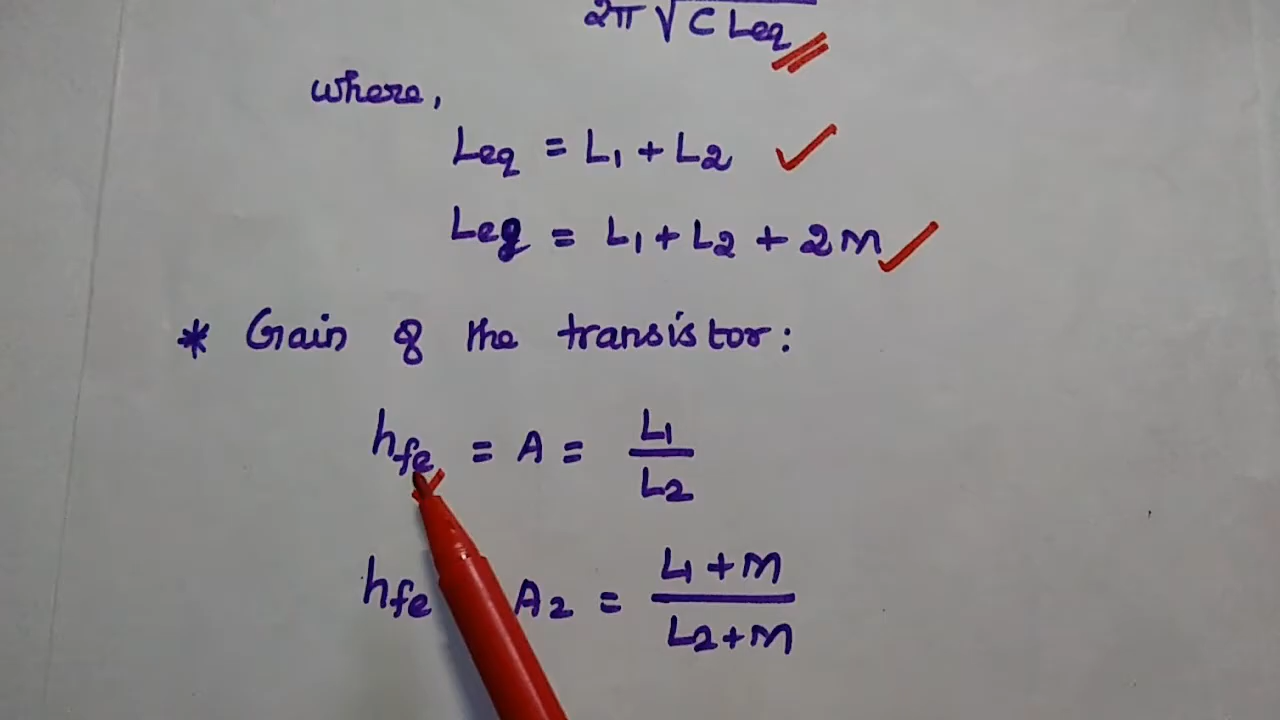 2π √C Leq
where,
Leq = L1 + L2
Leq = L1 + L2 + 2M
* Gain of the transistor:
hfe = A = L1
L2
hfe A2 = L1 + M
L2 + M